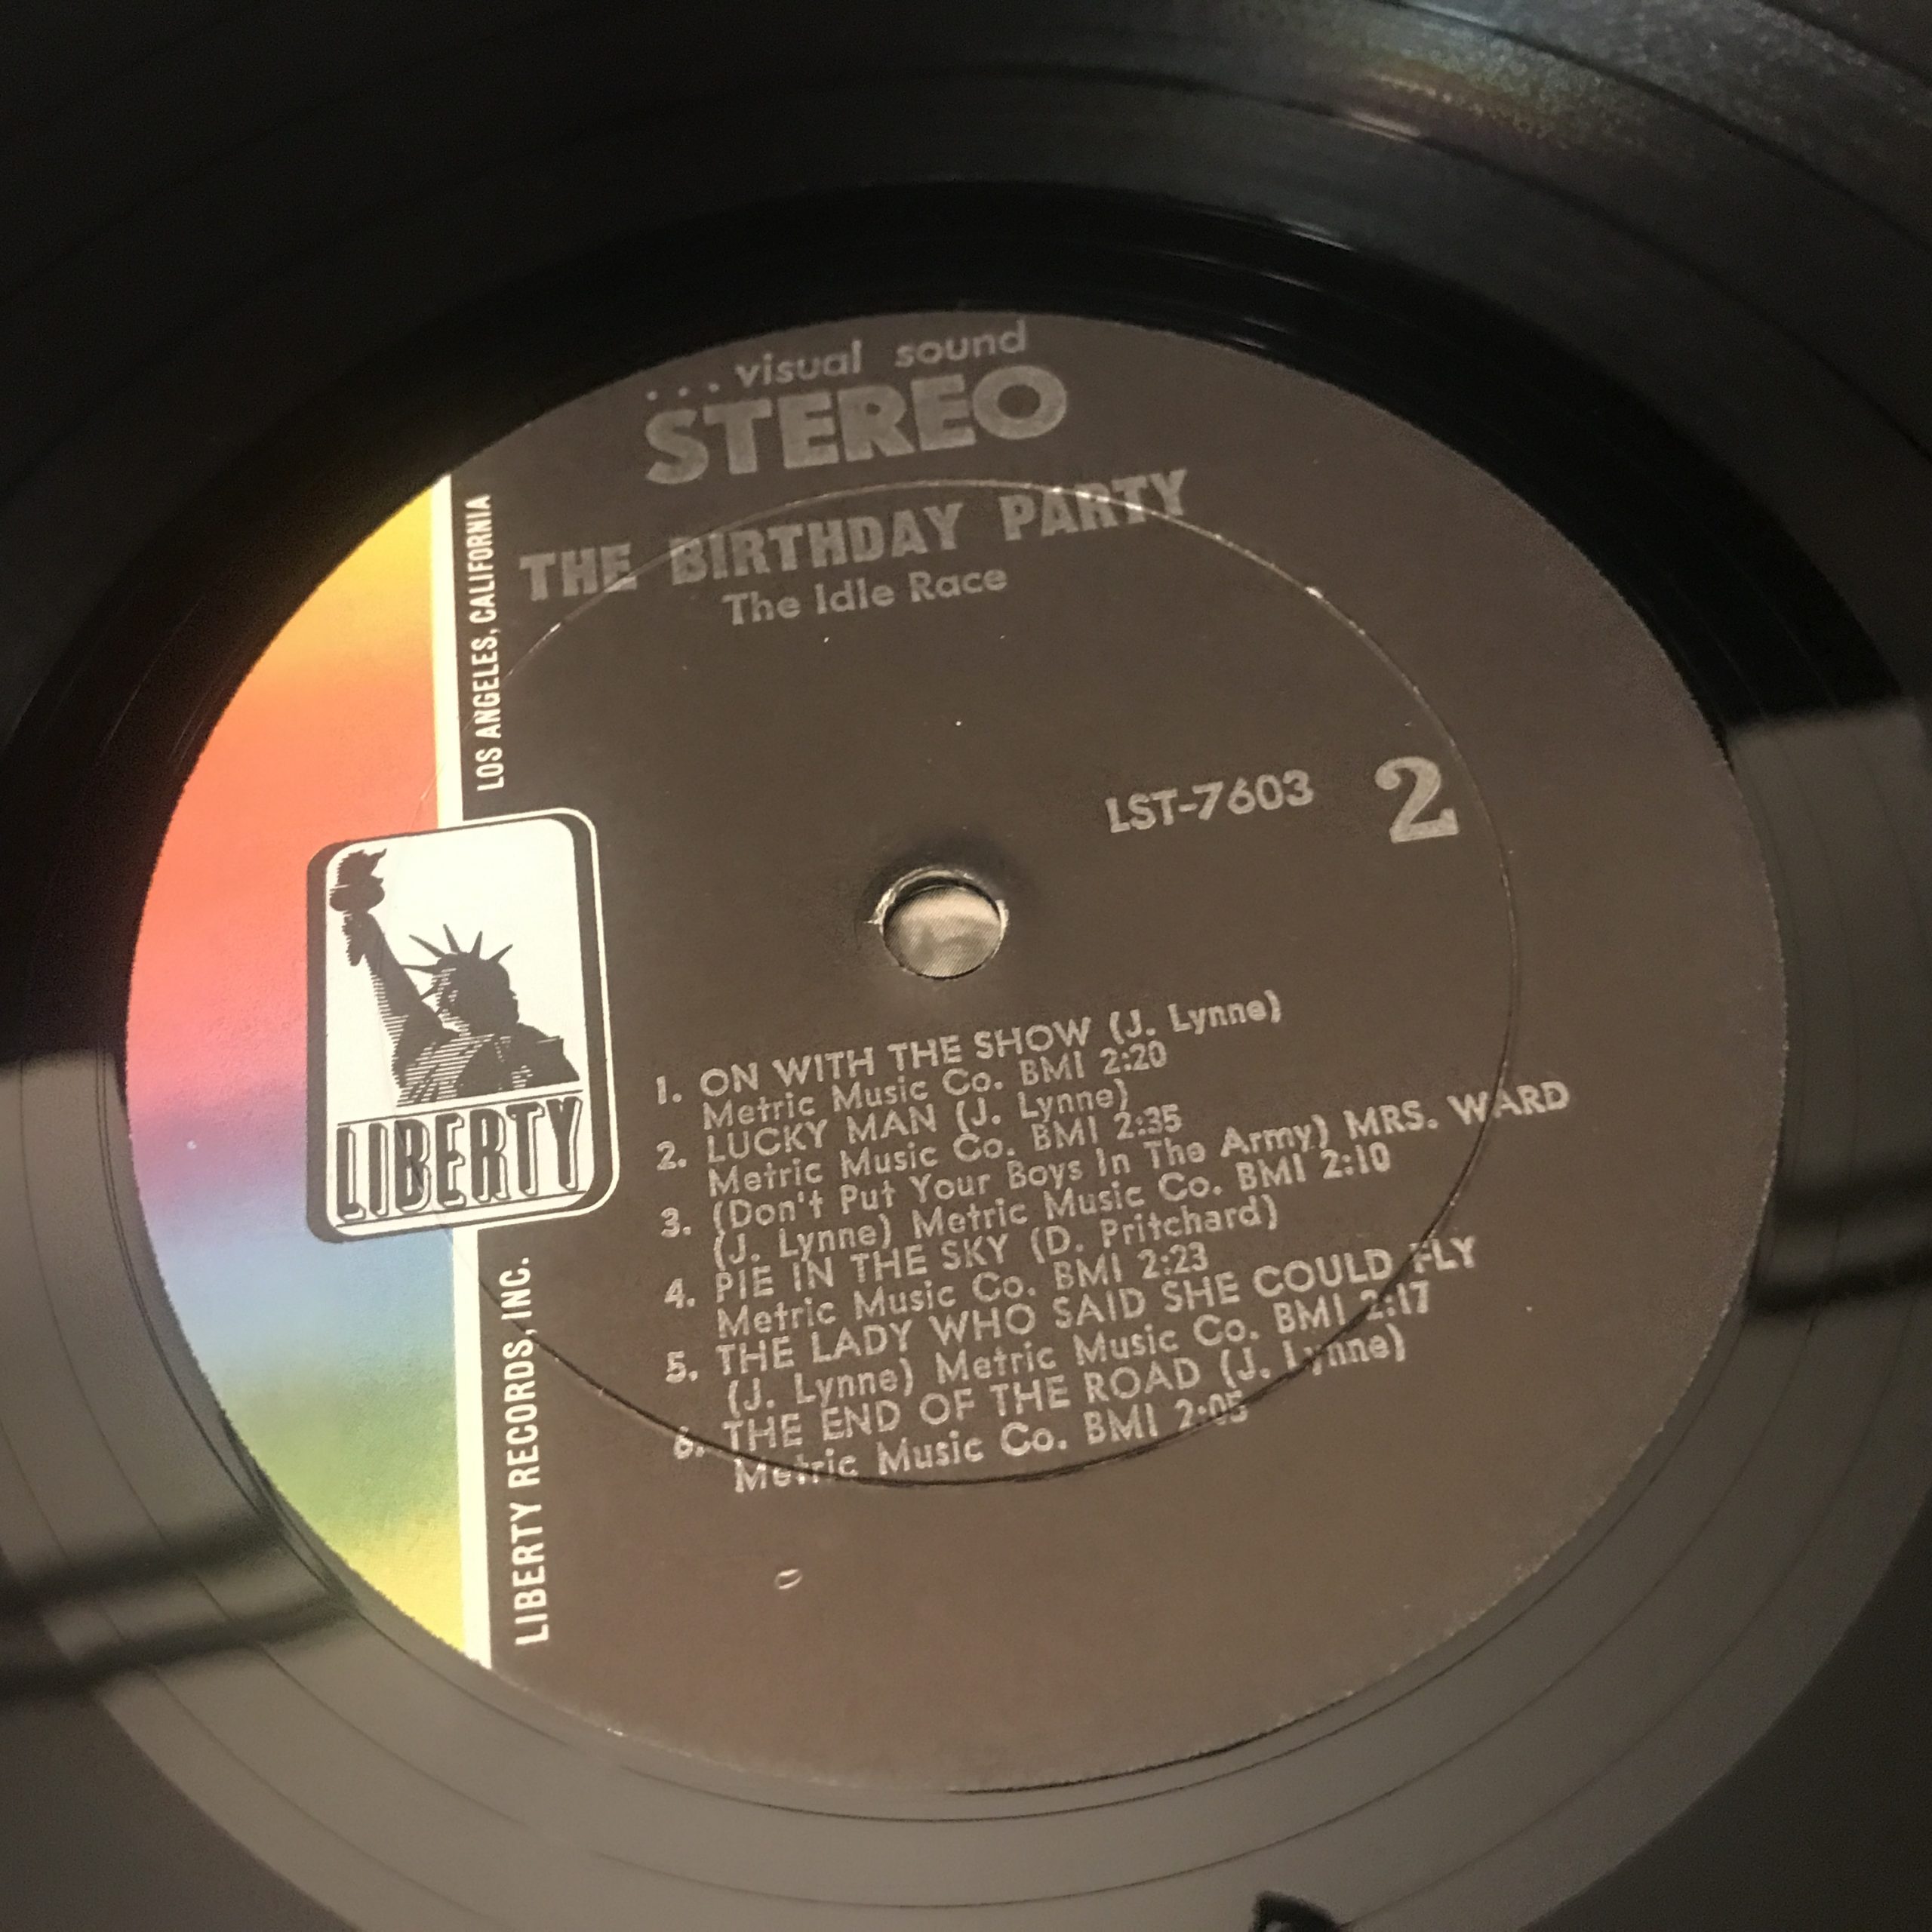 ...visual sound
STEREO
THE BIRTHDAY PARTY
The Idle Race
LOS ANGELES, CALIFORNIA
LST-7603 2
LIBERTY
LIBERTY RECORDS, INC.
1. ON WITH THE SHOW (J. Lynne)
Metric Music Co. BMI 2:20
2. LUCKY MAN (J. Lynne)
Metric Music Co. BMI 2:35
3. (Don't Put Your Boys In The Army) MRS. WARD
(J. Lynne) Metric Music Co. BMI 2:10
4. PIE IN THE SKY (D. Pritchard)
Metric Music Co. BMI 2:23
5. THE LADY WHO SAID SHE COULD FLY
(J. Lynne) Metric Music Co. BMI 2:17
6. THE END OF THE ROAD (J. Lynne)
Metric Music Co. BMI 2:05